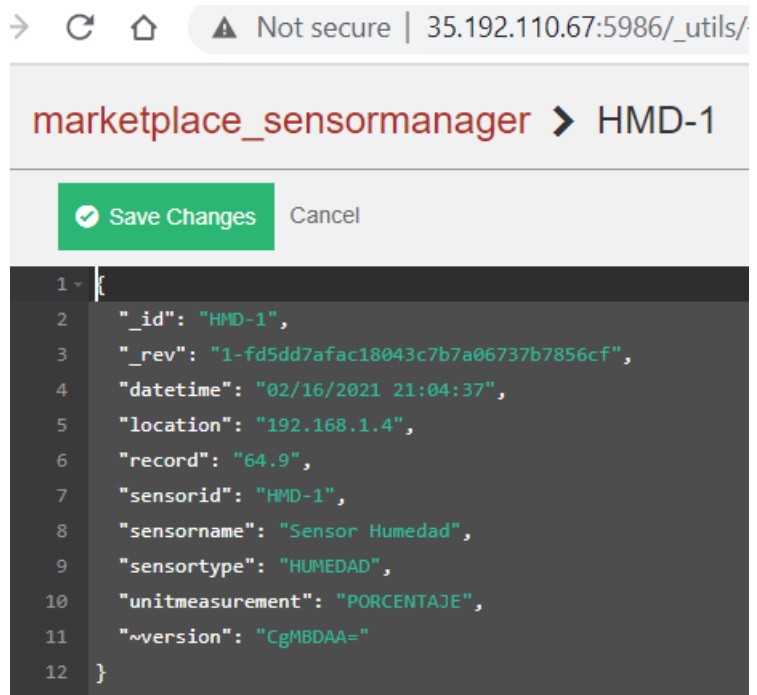 Not secure | 35.192.110.67:5986/_utils/
marketplace_sensormanager > HMD-1
Save Changes Cancel
1 {
2 "_id": "HMD-1",
3 "_rev": "1-fd5dd7afac18043c7b7a06737b7856cf",
4 "datetime": "02/16/2021 21:04:37",
5 "location": "192.168.1.4",
6 "record": "64.9",
7 "sensorid": "HMD-1",
8 "sensorname": "Sensor Humedad",
9 "sensortype": "HUMEDAD",
10 "unitmeasurement": "PORCENTAJE",
11 "~version": "CgMBDAA="
12 }